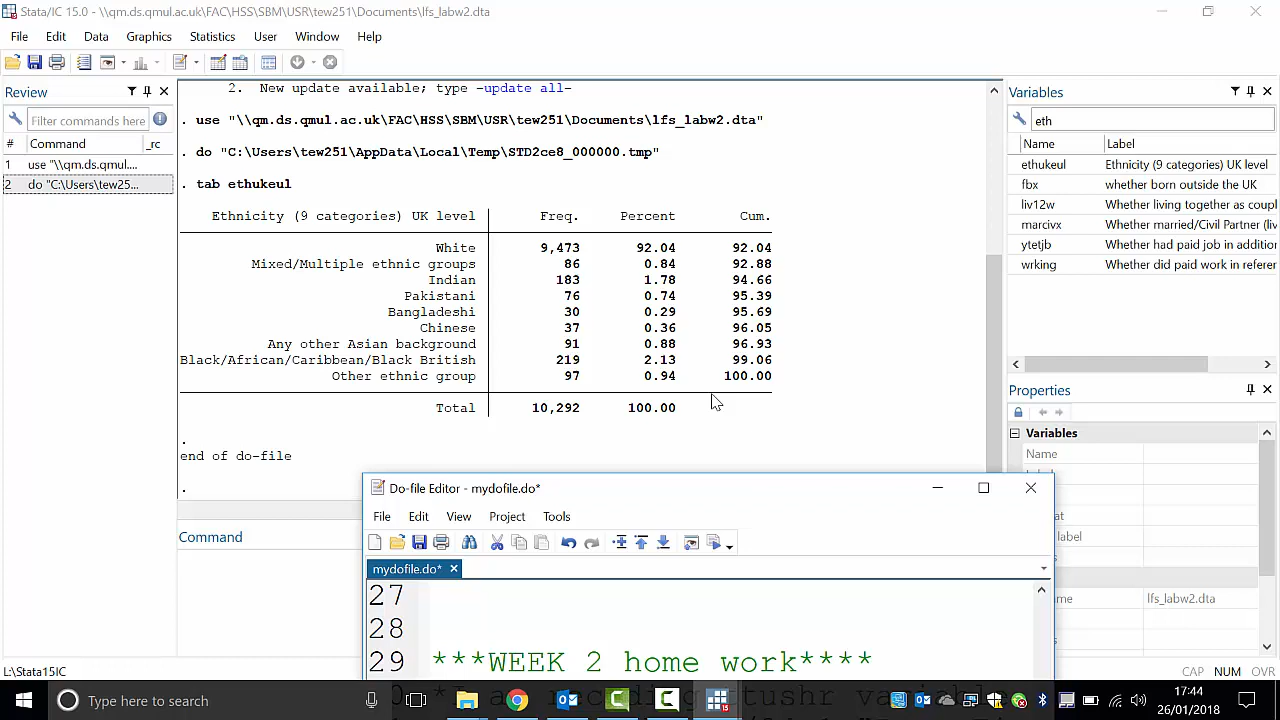 Stata/IC 15.0 - \\qm.ds.qmul.ac.uk\FAC\HSS\SBM\USR\tew251\Documents\lfs_labw2.dta
File Edit Data Graphics Statistics User Window Help
Review
Filter commands here
# Command _rc
1 use "\\qm.ds.qmul....
2 do "C:\Users\tew25...
2. New update available; type -update all-
. use "\\qm.ds.qmul.ac.uk\FAC\HSS\SBM\USR\tew251\Documents\lfs_labw2.dta"
. do "C:\Users\tew251\AppData\Local\Temp\STD2ce8_000000.tmp"
. tab ethukeul
Ethnicity (9 categories) UK level Freq. Percent Cum.
White 9,473 92.04 92.04
Mixed/Multiple ethnic groups 86 0.84 92.88
Indian 183 1.78 94.66
Pakistani 76 0.74 95.39
Bangladeshi 30 0.29 95.69
Chinese 37 0.36 96.05
Any other Asian background 91 0.88 96.93
Black/African/Caribbean/Black British 219 2.13 99.06
Other ethnic group 97 0.94 100.00
Total 10,292 100.00
.
end of do-file
.
Command
Variables
eth
Name Label
ethukeul Ethnicity (9 categories) UK level
fbx whether born outside the UK
liv12w Whether living together as coupl
marcivx Whether married/Civil Partner (liv
ytetjb Whether had paid job in addition
wrking Whether did paid work in referer
Properties
Variables
Name
label
lfs_labw2.dta
Do-file Editor - mydofile.do*
File Edit View Project Tools
mydofile.do*
27
28
29 ***WEEK 2 home work****
L:\Stata15IC
CAP NUM OVR
Type here to search
17:41
26/01/2018